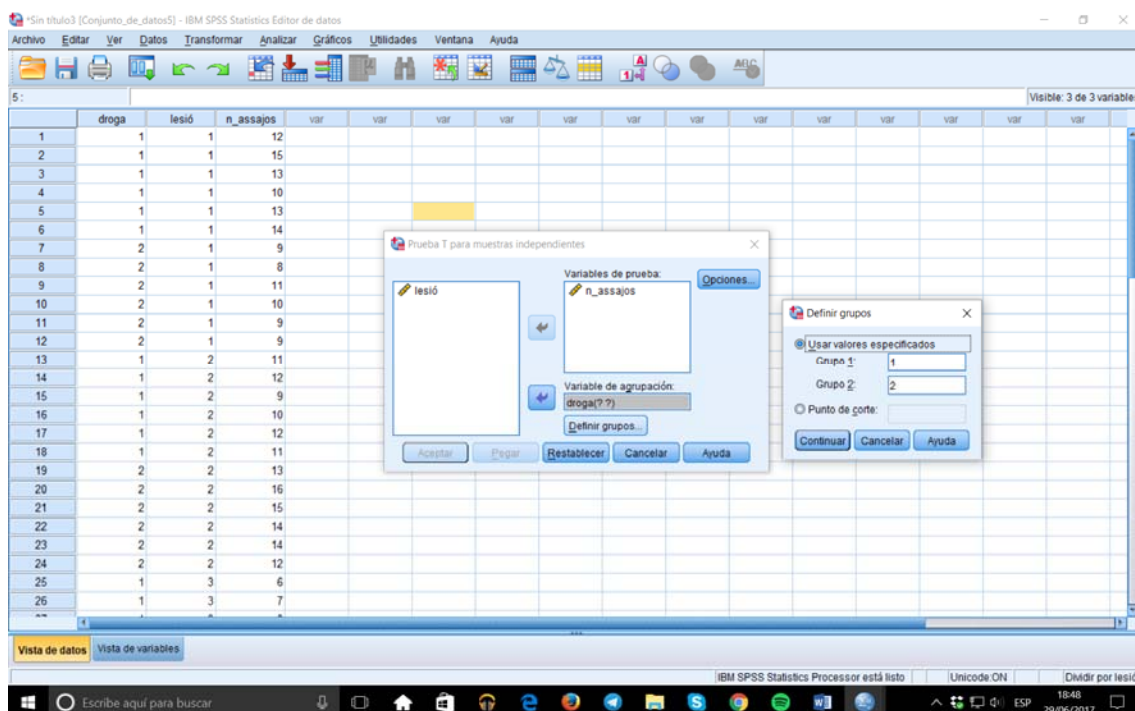 *Sin título3 [Conjunto_de_datos5] - IBM SPSS Statistics Editor de datos
Archivo Editar Ver Datos Transformar Analizar Gráficos Utilidades Ventana Ayuda
5 :
Visible: 3 de 3 variable
droga lesió n_assajos var var var var var var var var var var var var
1 1 1 12
2 1 1 15
3 1 1 13
4 1 1 10
5 1 1 13
6 1 1 14
7 2 1 9
8 2 1 8
9 2 1 11
10 2 1 10
11 2 1 9
12 2 1 9
13 1 2 11
14 1 2 12
15 1 2 9
16 1 2 10
17 1 2 12
18 1 2 11
19 2 2 13
20 2 2 16
21 2 2 15
22 2 2 14
23 2 2 14
24 2 2 12
25 1 3 6
26 1 3 7
Prueba T para muestras independientes
lesió
Variables de prueba:
n_assajos
Opciones...
Variable de agrupación:
droga(? ?)
Definir grupos...
Aceptar Pegar Restablecer Cancelar Ayuda
Definir grupos
Usar valores especificados
Grupo 1: 1
Grupo 2: 2
Punto de corte:
Continuar Cancelar Ayuda
Vista de datos Vista de variables
IBM SPSS Statistics Processor está listo Unicode:ON Dividir por lesió
Escribe aquí para buscar
ESP
18:48
29/06/2017